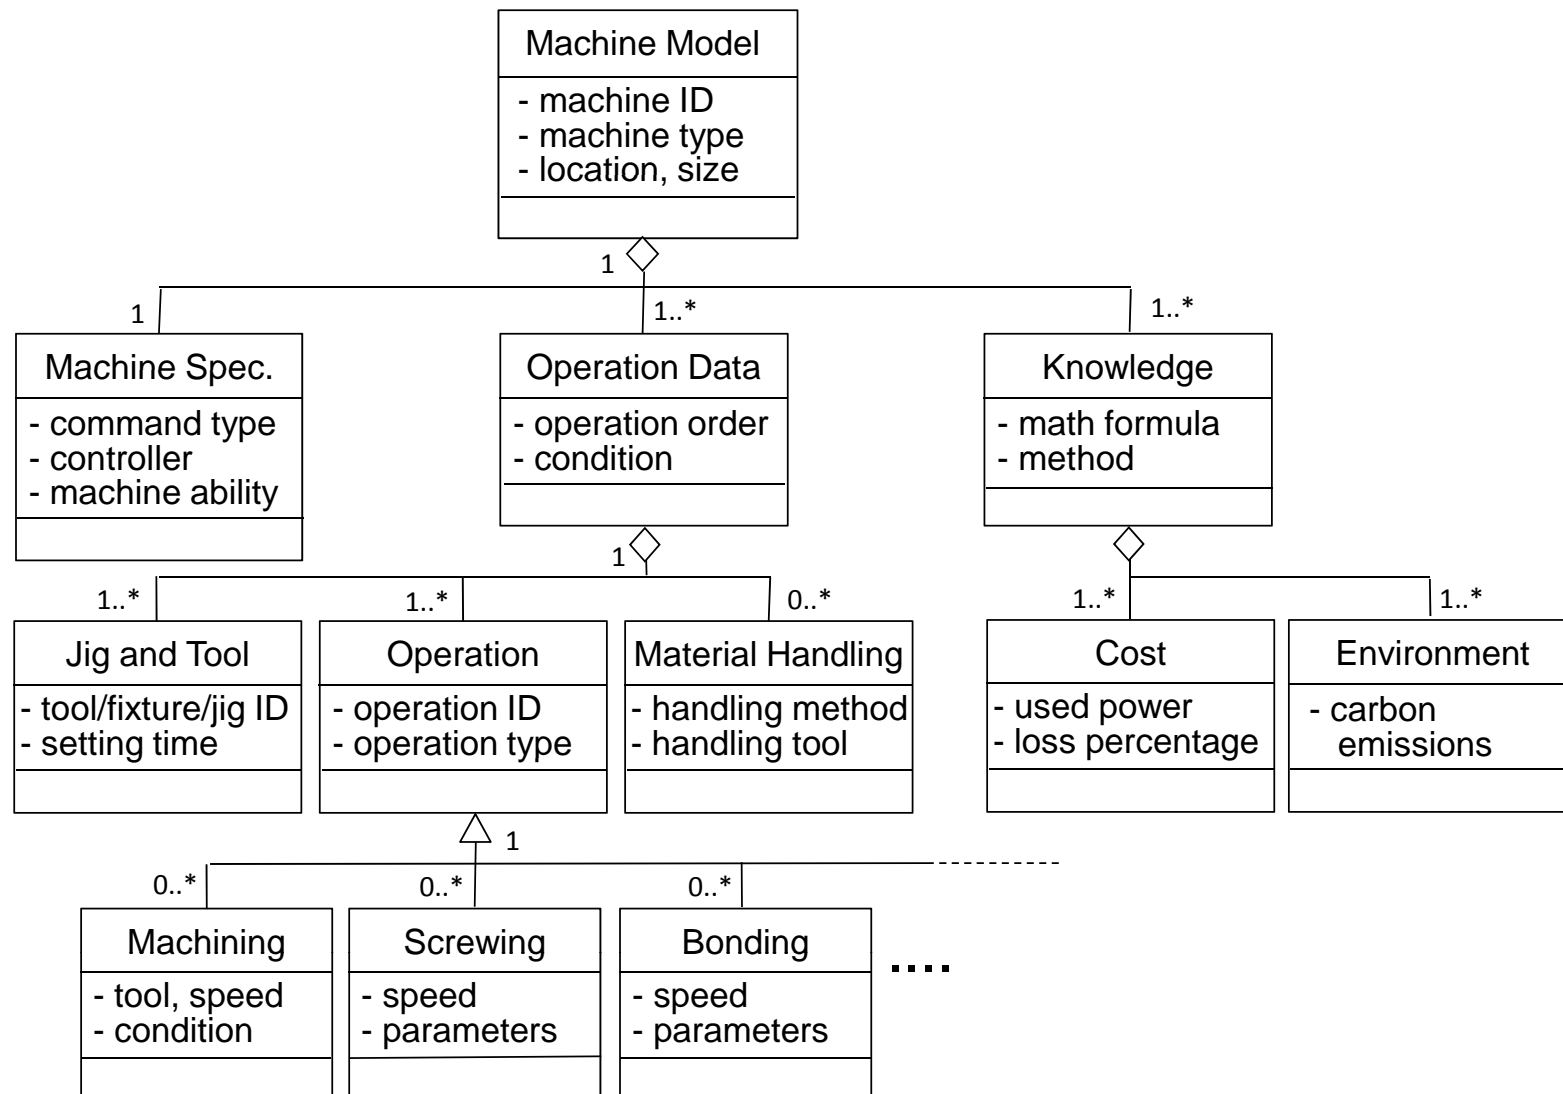 Machine Model
- machine ID
- machine type
- location, size
1
1
1..*
1..*
Machine Spec.
- command type
- controller
- machine ability
Operation Data
- operation order
- condition
Knowledge
- math formula
- method
1
1..*
1..*
0..*
1..*
1..*
Jig and Tool
- tool/fixture/jig ID
- setting time
Operation
- operation ID
- operation type
Material Handling
- handling method
- handling tool
Cost
- used power
- loss percentage
Environment
- carbon
emissions
1
0..*
0..*
0..*
Machining
- tool, speed
- condition
Screwing
- speed
- parameters
Bonding
- speed
- parameters
....